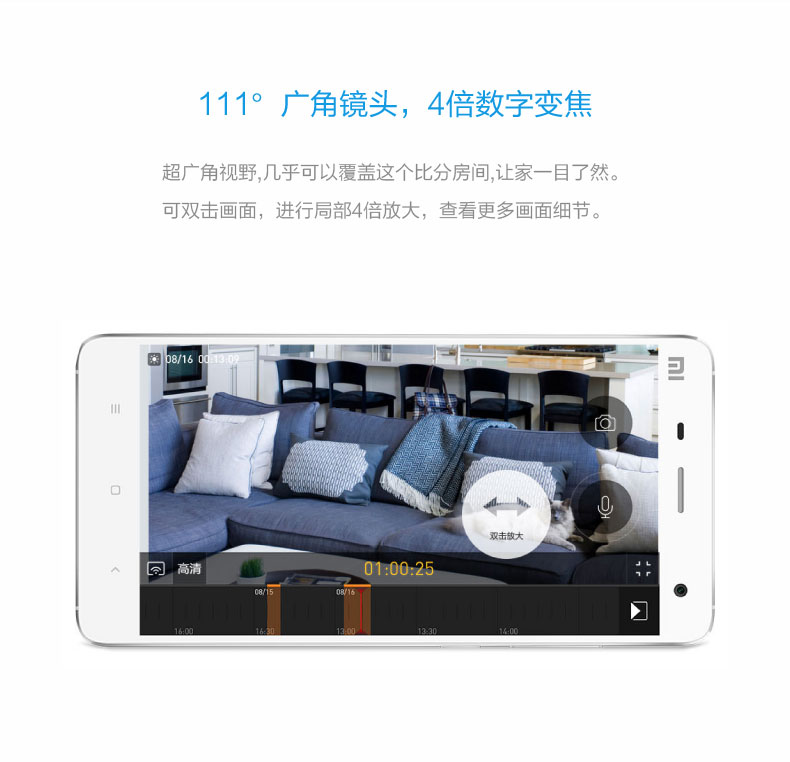 111° 广角镜头，4倍数字变焦
超广角视野,几乎可以覆盖这个比分房间,让家一目了然。
可双击画面，进行局部4倍放大，查看更多画面细节。
08/16 00:13:09
双击放大
高清
01:00:25
08/15 08/16
16:00 16:30 13:00 13:30 14:00